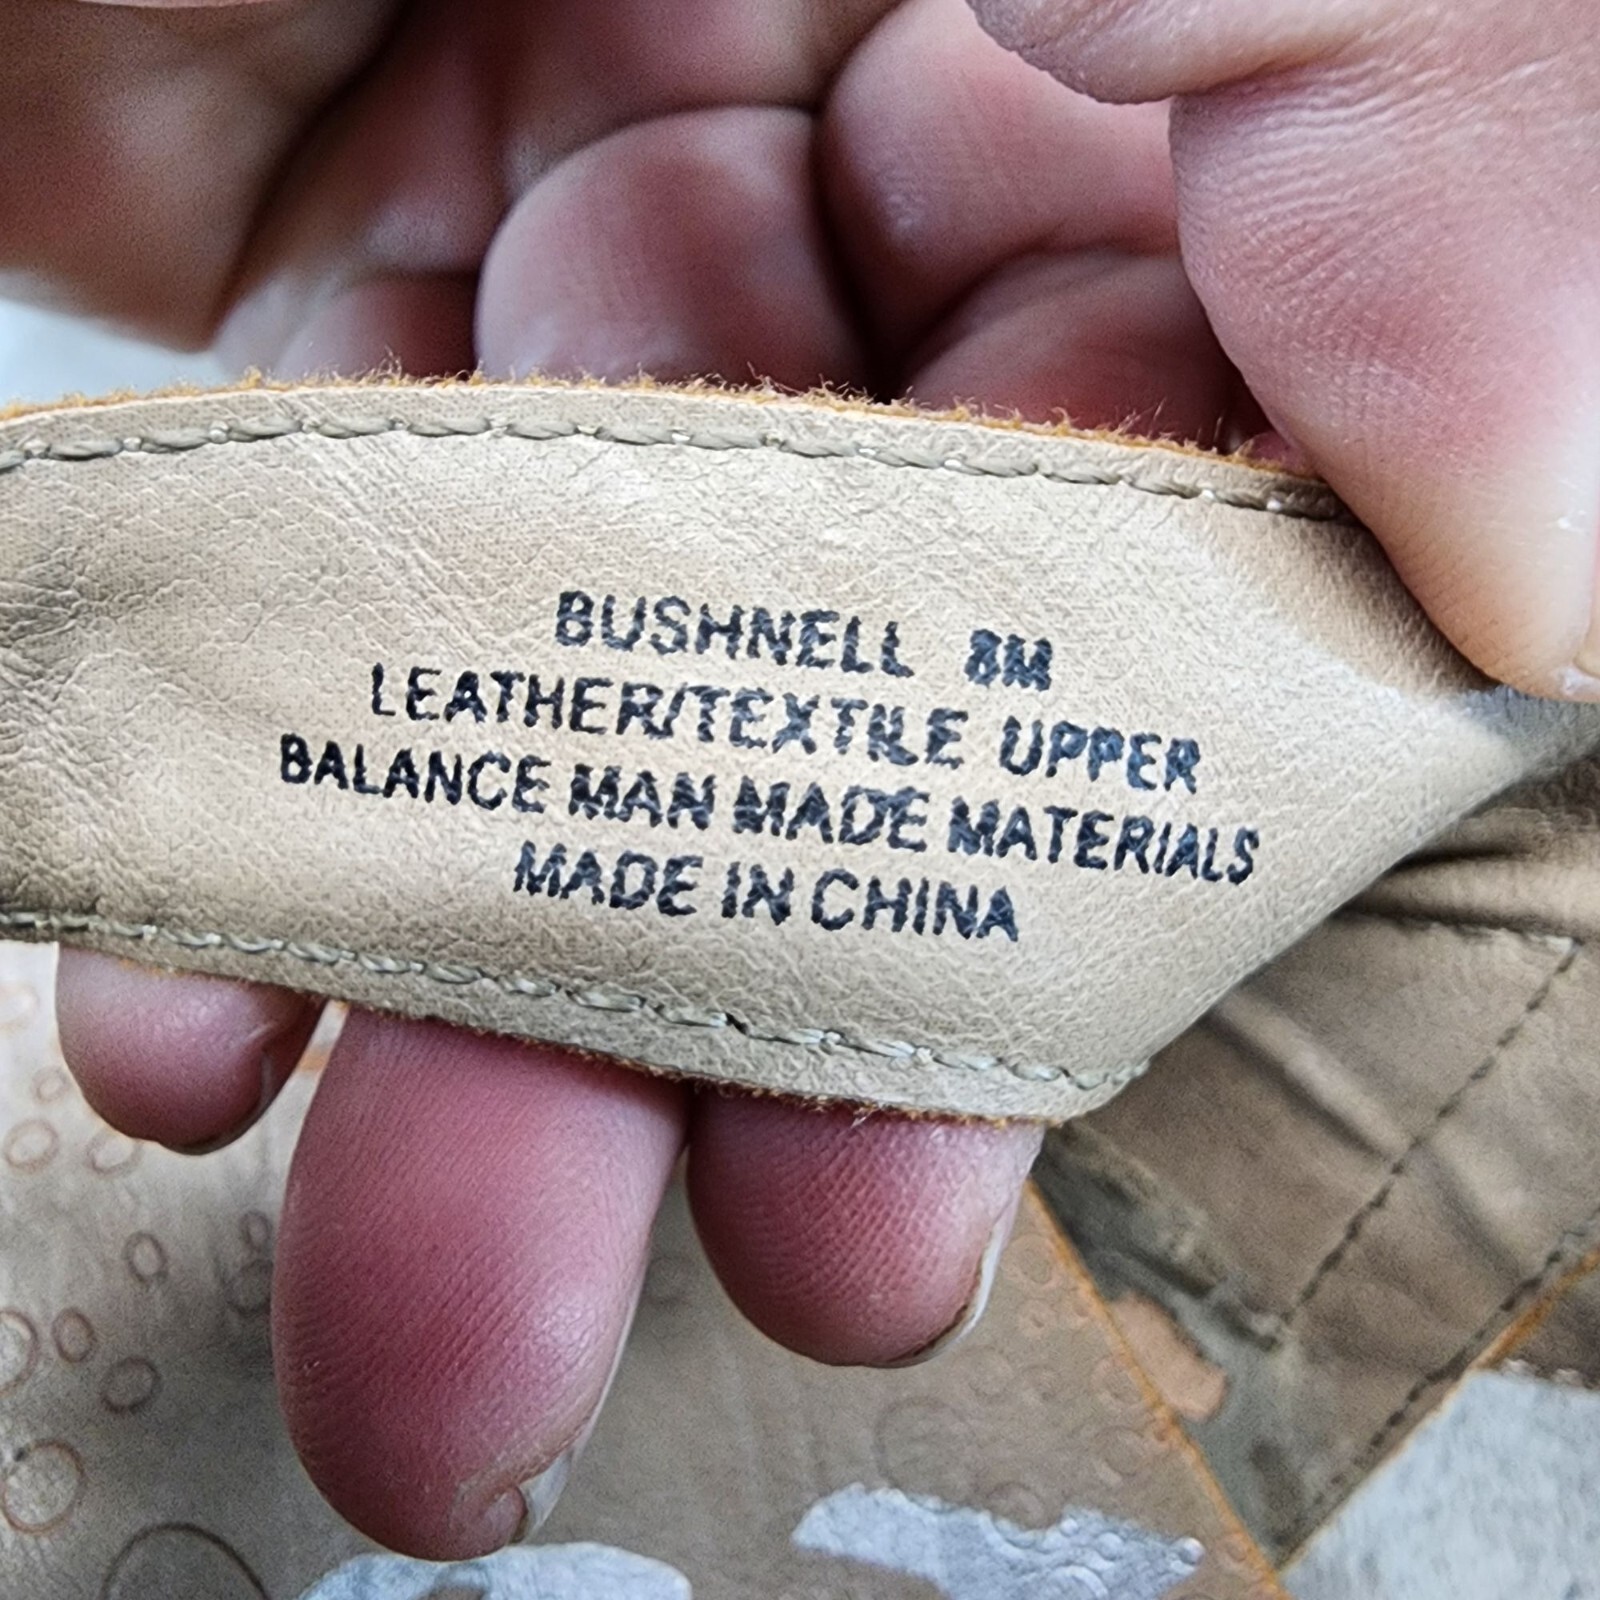 BUSHNELL 8M
LEATHER/TEXTILE UPPER
BALANCE MAN MADE MATERIALS
MADE IN CHINA